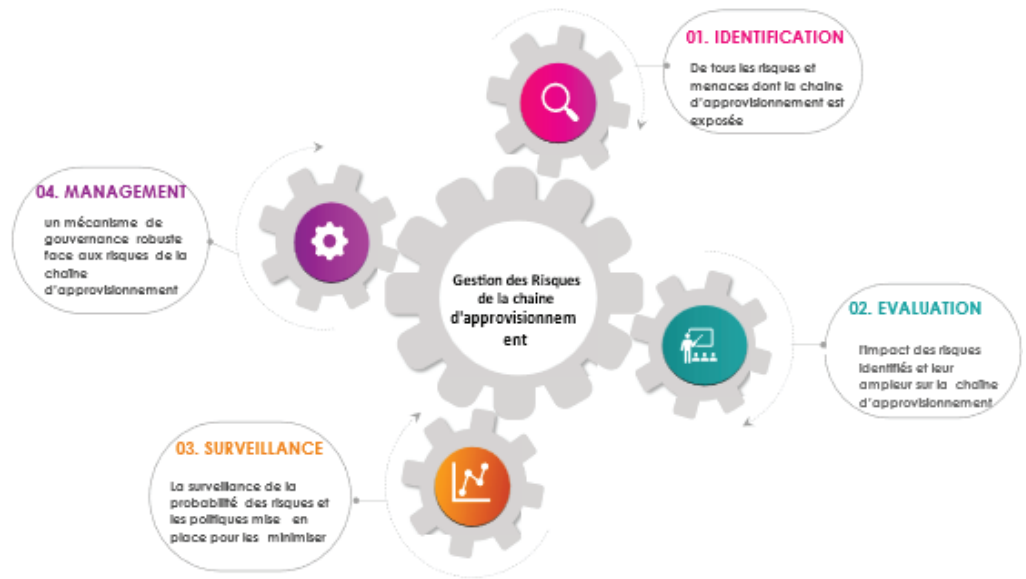 01. IDENTIFICATION
De tous les risques et
menaces dont la chaîne
d'approvisionnement est
exposée
04. MANAGEMENT
un mécanisme de
gouvernance robuste
face aux risques de la
chaîne
d'approvisionnement
Gestion des Risques
de la chaine
d'approvisionnem
ent
02. EVALUATION
l'impact des risques
identifiés et leur
ampleur sur la chaîne
d'approvisionnement
03. SURVEILLANCE
La surveillance de la
probabilité des risques et
les politiques mise en
place pour les minimiser